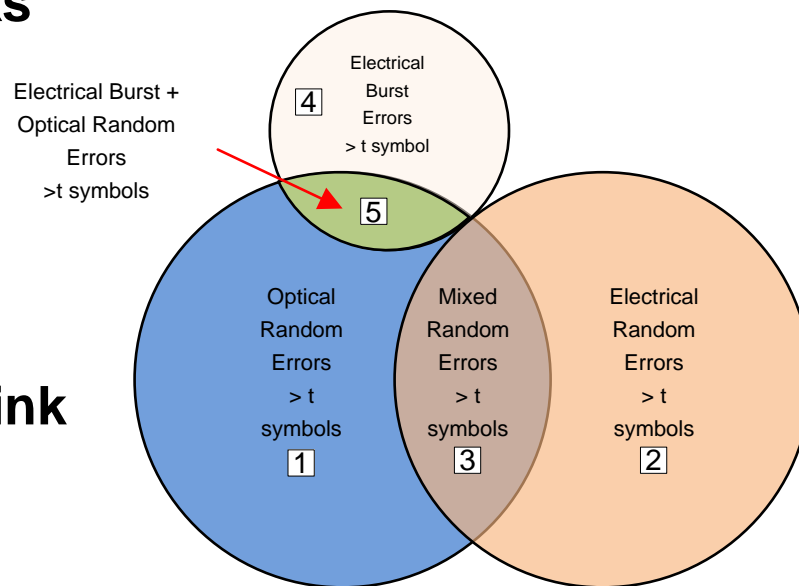 Electrical Burst +
Optical Random
Errors
>t symbols
Electrical
Burst
Errors
> t symbol
4
5
Optical
Random
Errors
> t
symbols
1
Mixed
Random
Errors
> t
symbols
3
Electrical
Random
Errors
> t
symbols
2
ink